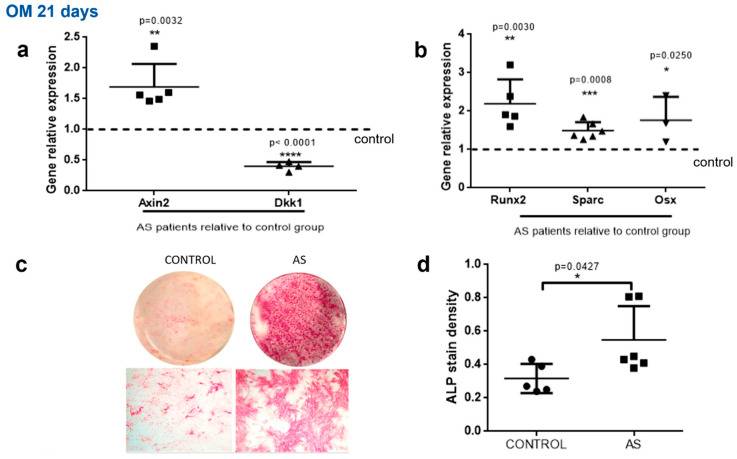 OM 21 days
a
p=0.0032
**
Gene relative expression
2.5
2.0
1.5
1.0
0.5
0.0
control
p< 0.0001
****
Axin2 Dkk1
AS patients relative to control group
b
p=0.0030
**
p=0.0008
***
p=0.0250
*
Gene relative expression
4
3
2
1
0
control
Runx2 Sparc Osx
AS patients relative to control group
c
CONTROL AS
d
p=0.0427
*
ALP stain density
1.0
0.8
0.6
0.4
0.2
0.0
CONTROL AS